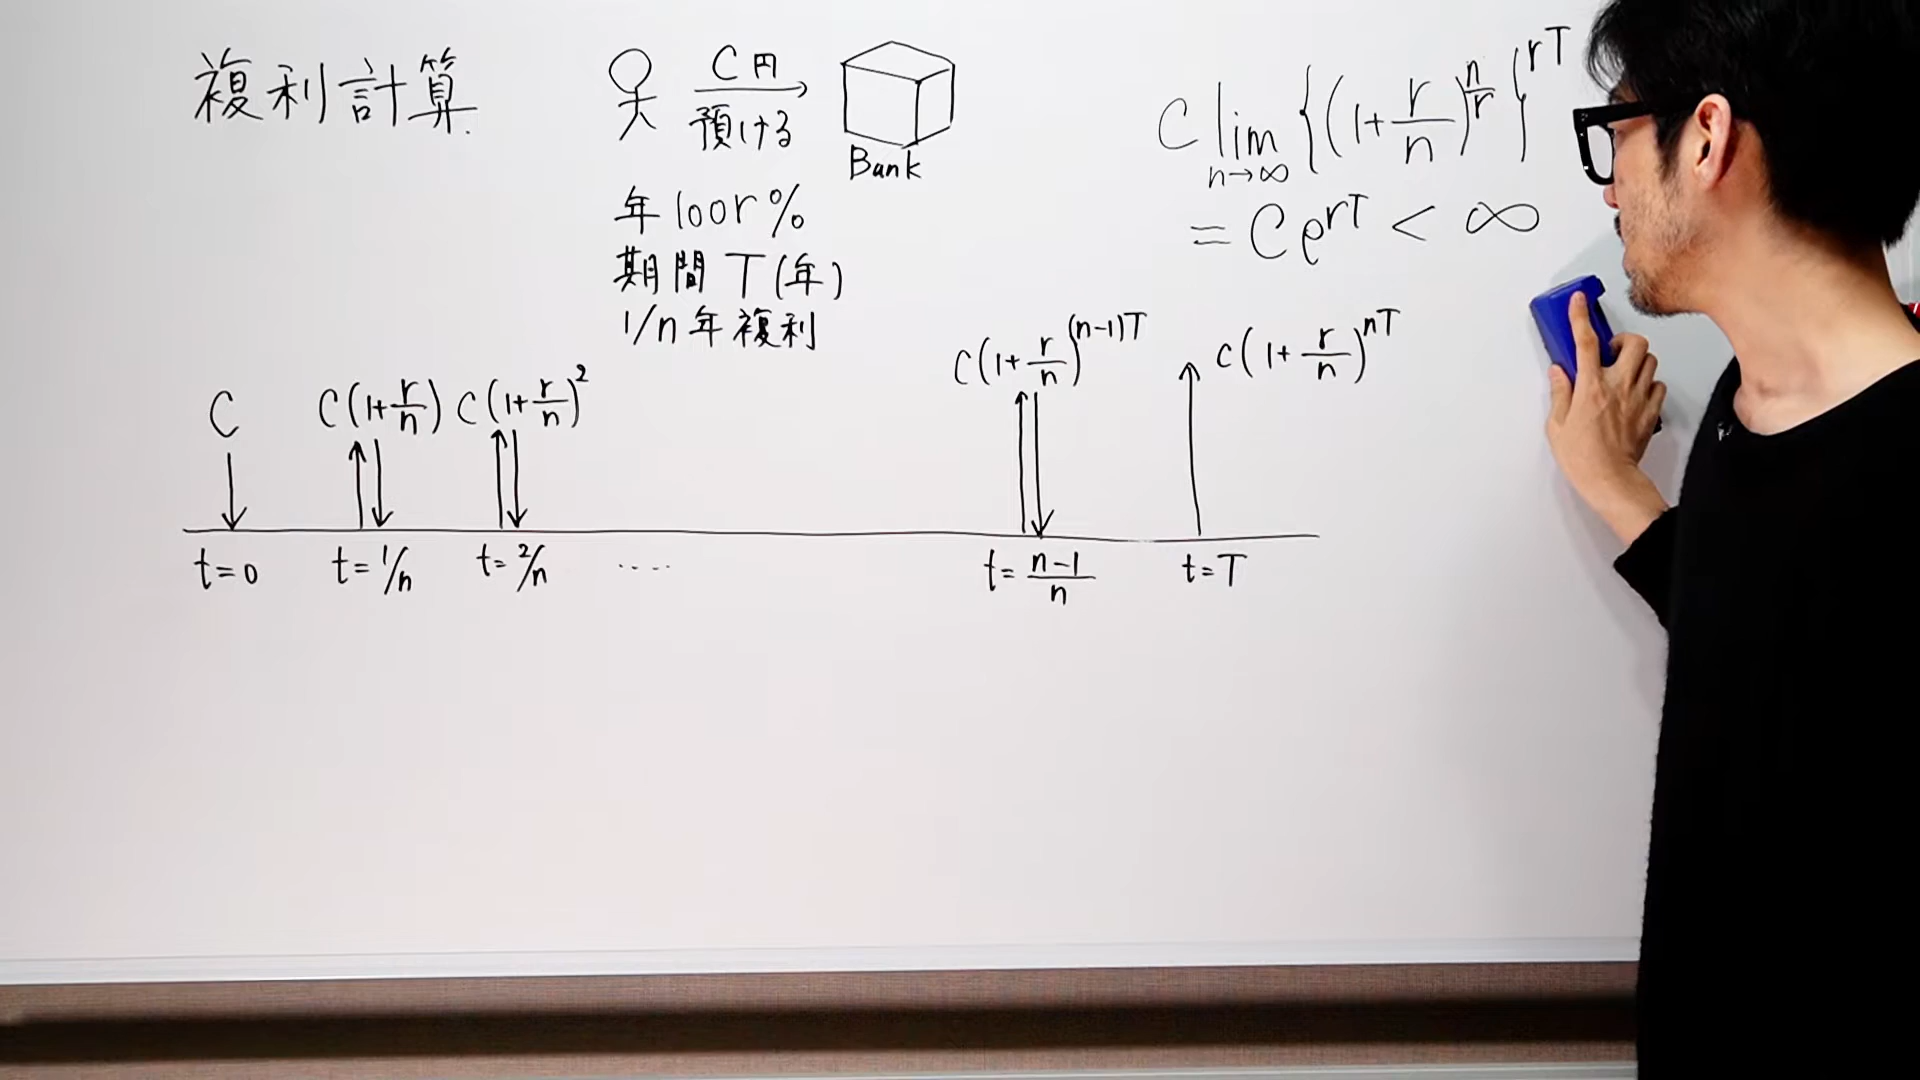 複利計算.
C円
預ける
Bank
年100r%
期間 T(年)
1/n年複利
C lim_{n→∞} {(1+r/n)^{n/r}}^{rT}
= Ce^{rT} < ∞
C
C(1+r/n)
C(1+r/n)^2
C(1+r/n)^{(n-1)T}
C(1+r/n)^{nT}
t=0
t=1/n
t=2/n
.....
t=n-1/n
t=T